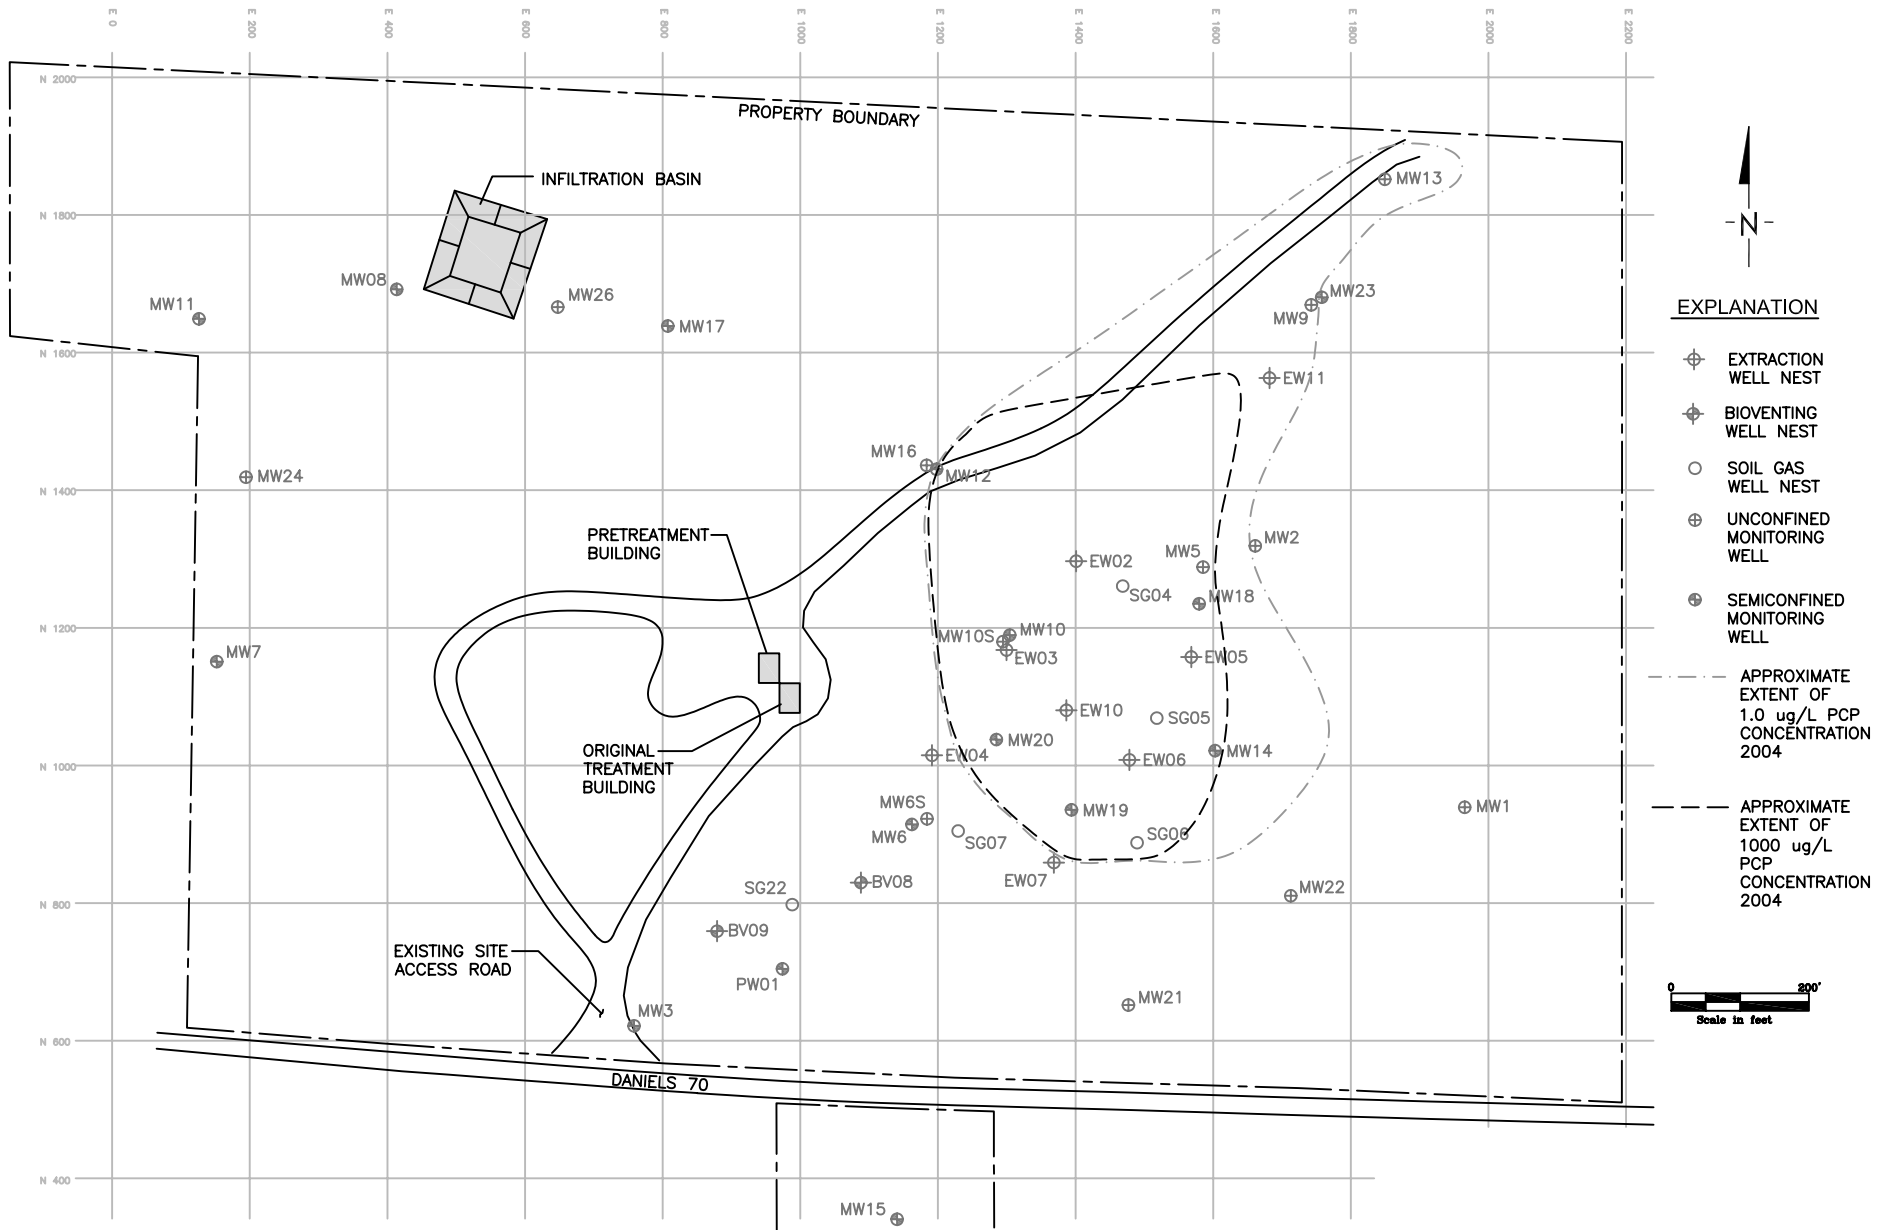 E 0
E 200
E 400
E 600
E 800
E 1000
E 1200
E 1400
E 1600
E 1800
E 2000
E 2200
N 2000
PROPERTY BOUNDARY
INFILTRATION BASIN
MW13
N 1800
-N-
MW08
MW26
MW23
MW11
MW17
MW9
EXPLANATION
N 1600
EXTRACTION
WELL NEST
EW11
BIOVENTING
WELL NEST
MW16
MW12
SOIL GAS
WELL NEST
MW24
N 1400
UNCONFINED
MONITORING
WELL
PRETREATMENT
BUILDING
MW2
MW5
EW02
SG04
MW18
SEMICONFINED
MONITORING
WELL
N 1200
MW10S
MW10
EW03
EW05
MW7
APPROXIMATE
EXTENT OF
1.0 ug/L PCP
CONCENTRATION
2004
EW10
SG05
MW20
ORIGINAL
TREATMENT
BUILDING
EW04
EW06
MW14
N 1000
MW6S
MW6
SG07
MW19
SG06
MW1
APPROXIMATE
EXTENT OF
1000 ug/L
PCP
CONCENTRATION
2004
EW07
BV08
SG22
MW22
N 800
BV09
EXISTING SITE
ACCESS ROAD
PW01
MW21
MW3
0 200'
Scale in feet
N 600
DANIELS 70
N 400
MW15